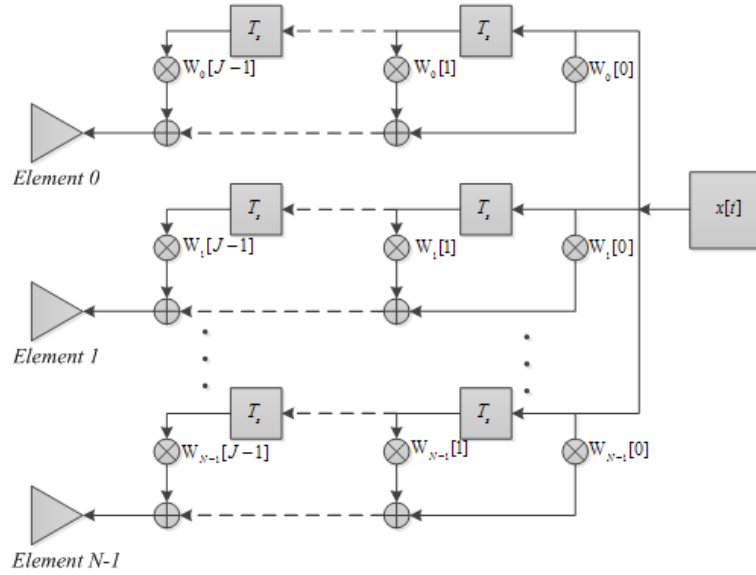 T_s T_s
W_0[J-1] W_0[1] W_0[0]
Element 0
T_s T_s x[t]
W_1[J-1] W_1[1] W_1[0]
Element 1
T_s T_s
W_{N-1}[J-1] W_{N-1}[1] W_{N-1}[0]
Element N-1